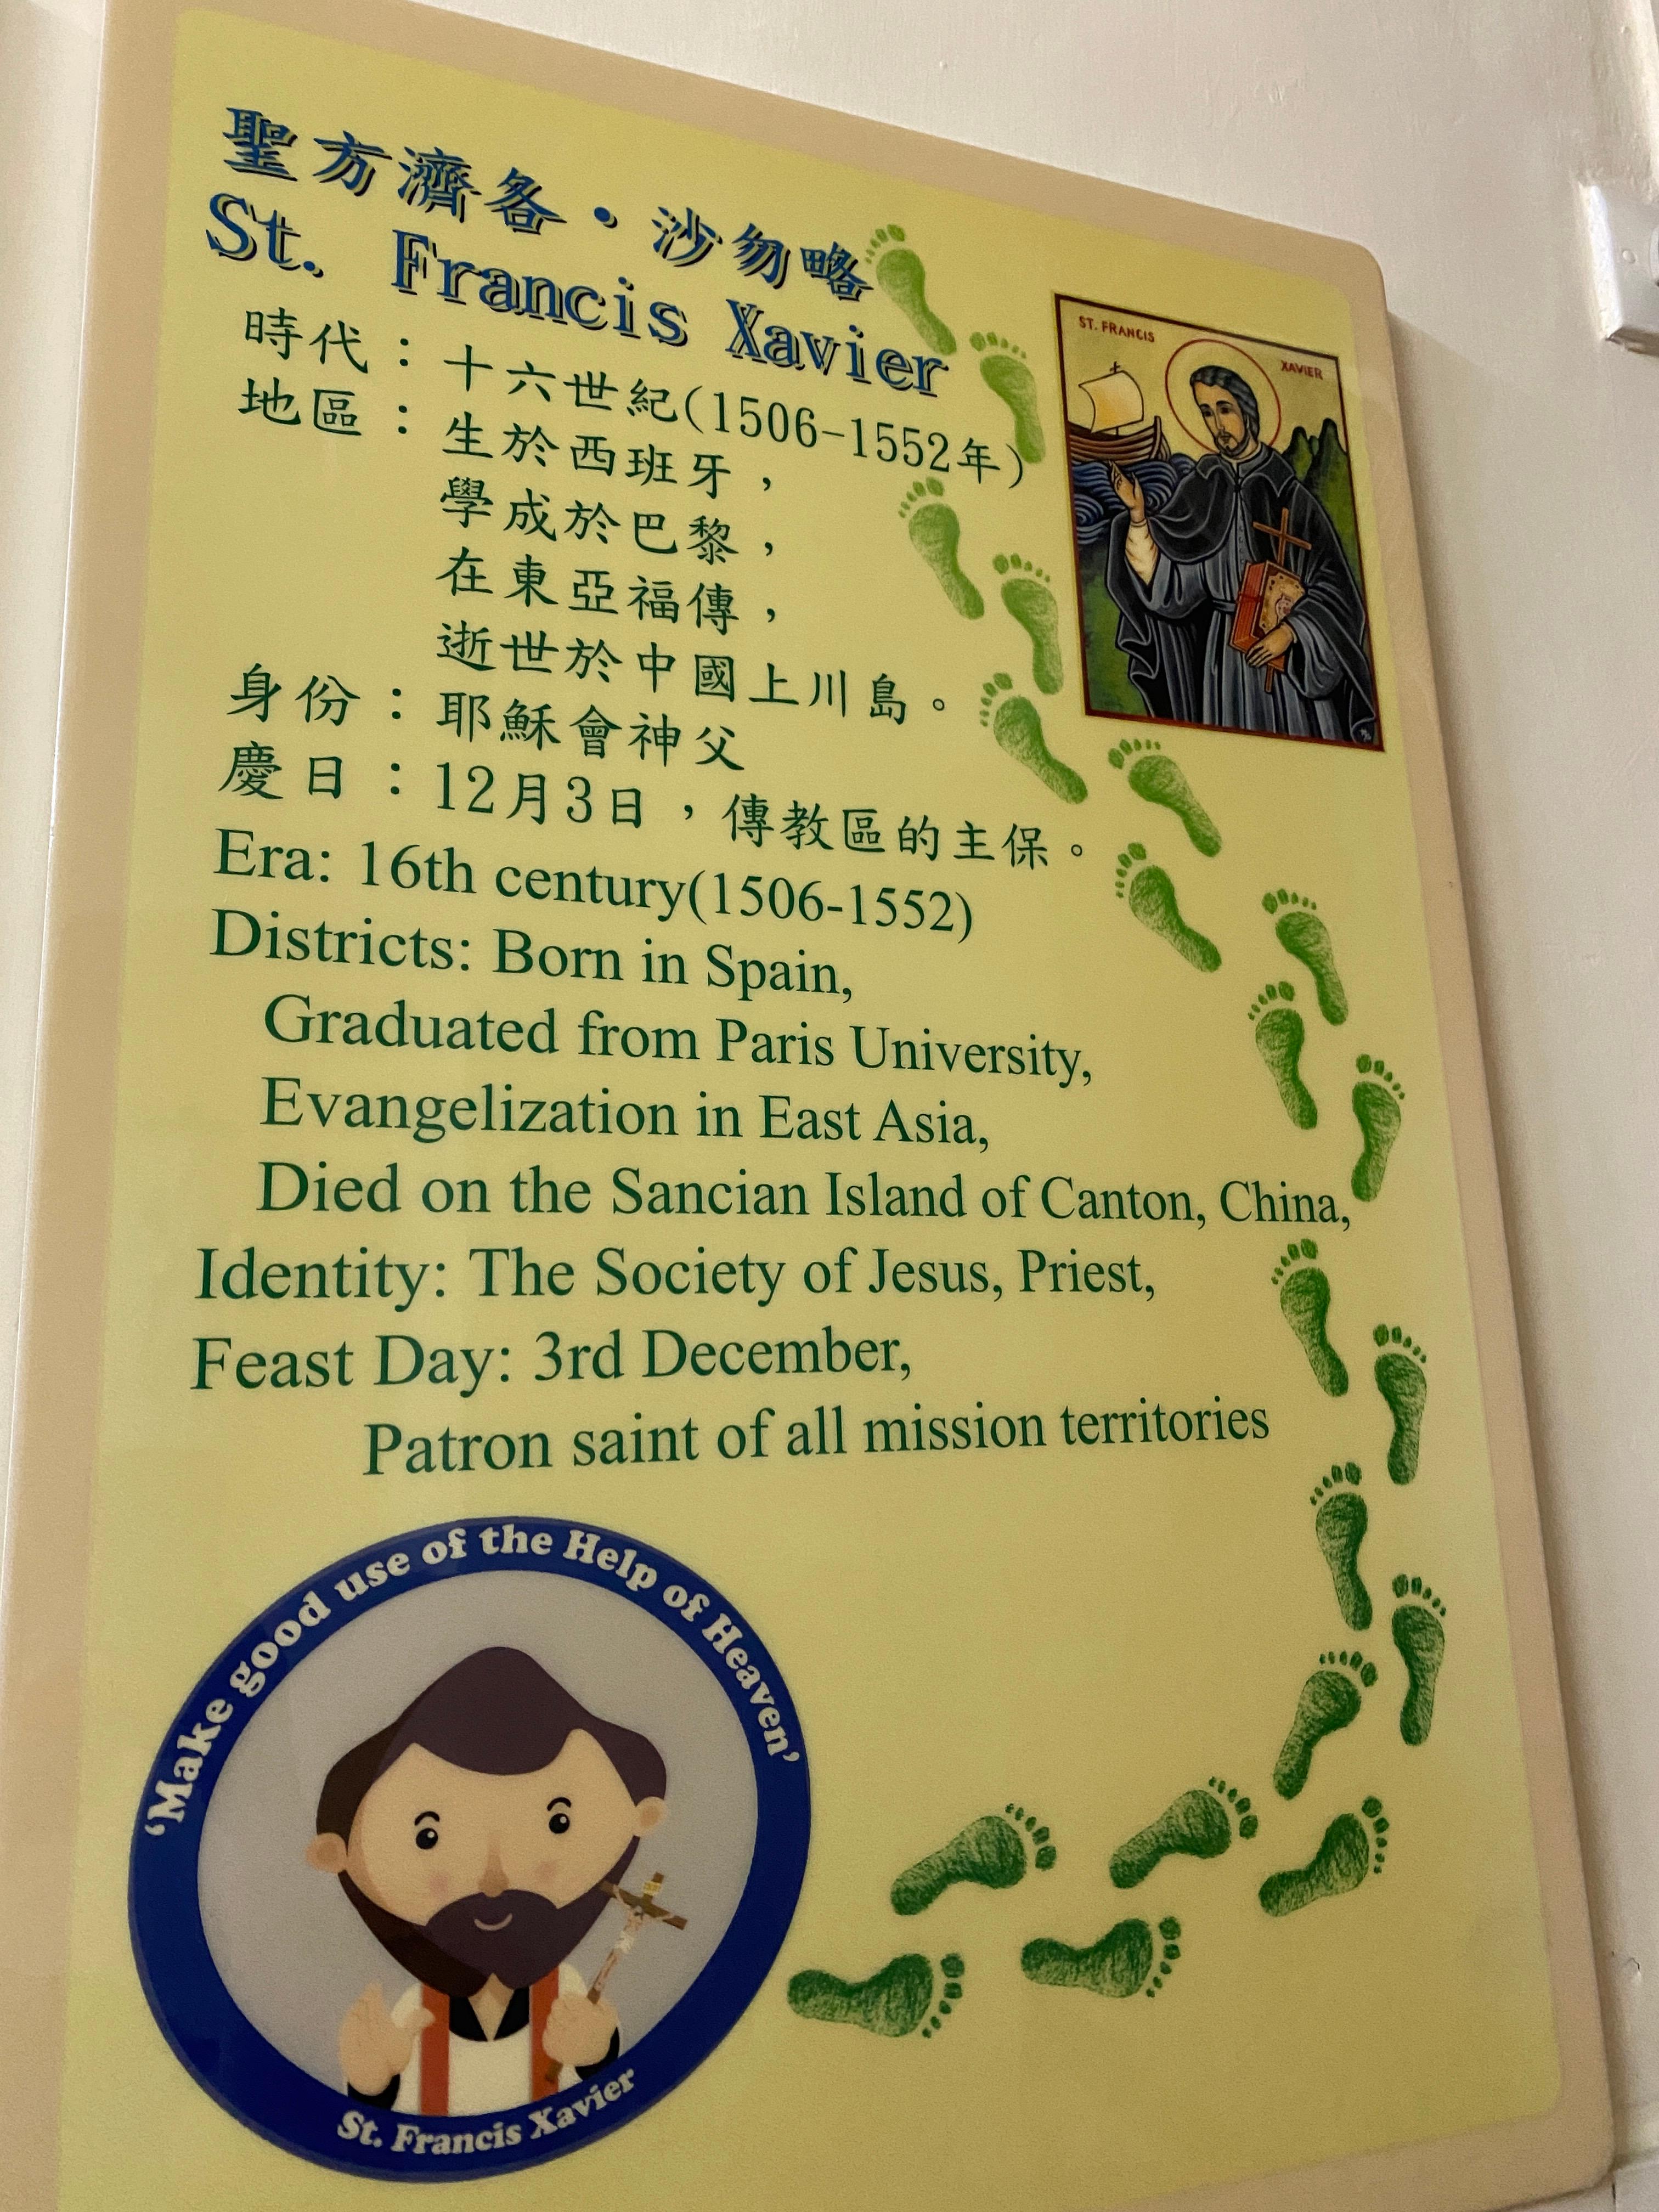 聖方濟各・沙勿略
St. Francis Xavier
時代：十六世紀(1506-1552年)
地區：生於西班牙，
學成於巴黎，
在東亞福傳，
逝世於中國上川島。
身份：耶穌會神父
慶日：12月3日，傳教區的主保。
ST. FRANCIS XAVIER
Era: 16th century(1506-1552)
Districts: Born in Spain,
Graduated from Paris University,
Evangelization in East Asia,
Died on the Sancian Island of Canton, China,
Identity: The Society of Jesus, Priest,
Feast Day: 3rd December,
Patron saint of all mission territories
‘Make good use of the Help of Heaven’
St. Francis Xavier